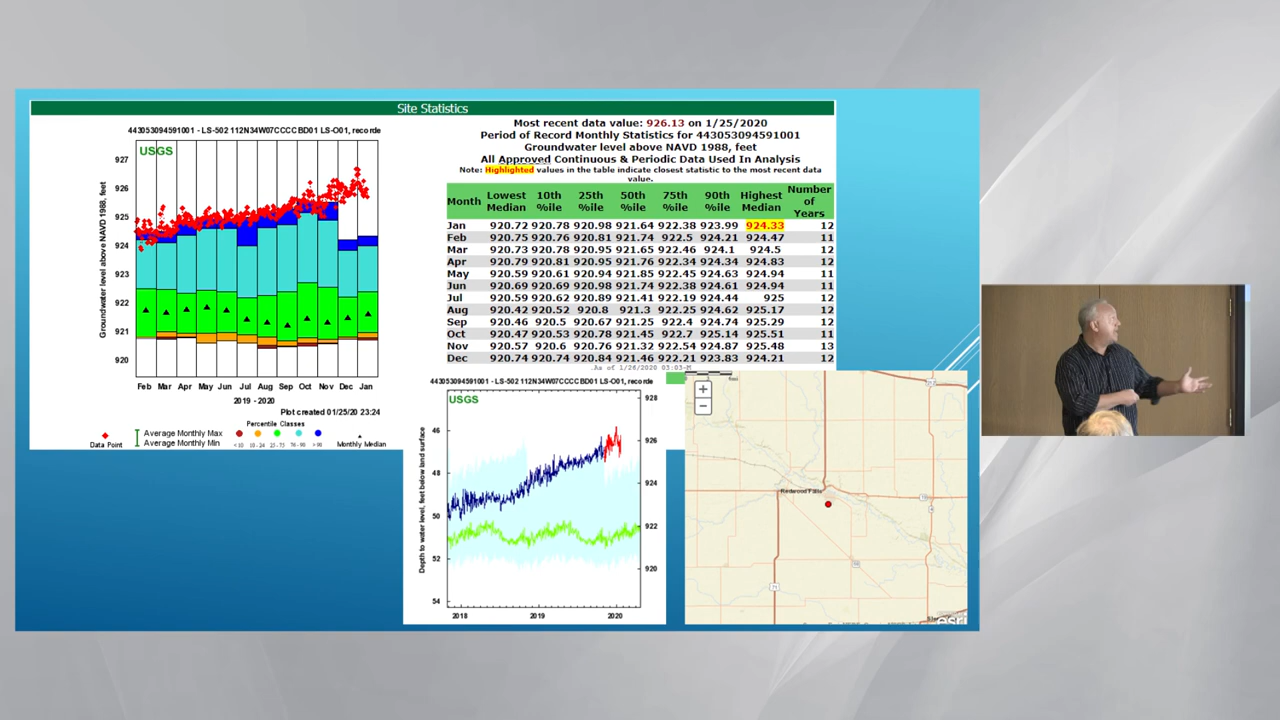 Site Statistics
443053094591001 - LS-502 112N34W07CCCCBD01 LS-O01, recorde
USGS
Groundwater level above NAVD 1988, feet
927
926
925
924
923
922
921
920
Feb Mar Apr May Jun Jul Aug Sep Oct Nov Dec Jan
2019 - 2020
Plot created 01/25/20 23:24
Percentile Classes
Data Point
Average Monthly Max
Average Monthly Min
Monthly Median
Most recent data value: 926.13 on 1/25/2020
Period of Record Monthly Statistics for 443053094591001
Groundwater level above NAVD 1988, feet
All Approved Continuous & Periodic Data Used In Analysis
Note: Highlighted values in the table indicate closest statistic to the most recent data
value.
Month Lowest Median 10th %ile 25th %ile 50th %ile 75th %ile 90th %ile Highest Median Number of Years
Jan 920.72 920.78 920.98 921.64 922.38 923.99 924.33 12
Feb 920.75 920.76 920.81 921.74 922.5 924.21 924.47 11
Mar 920.73 920.78 920.95 921.65 922.46 924.1 924.5 12
Apr 920.79 920.81 920.95 921.76 922.34 924.34 924.83 12
May 920.59 920.61 920.94 921.85 922.45 924.63 924.94 11
Jun 920.69 920.69 920.98 921.74 922.38 924.61 924.94 11
Jul 920.59 920.62 920.89 921.41 922.19 924.44 925 12
Aug 920.42 920.52 920.8 921.3 922.25 924.62 925.17 12
Sep 920.46 920.5 920.67 921.25 922.4 924.74 925.29 12
Oct 920.47 920.53 920.78 921.45 922.7 925.14 925.51 11
Nov 920.57 920.6 920.76 921.32 922.54 924.87 925.48 13
Dec 920.74 920.74 920.84 921.46 922.21 923.83 924.21 12
443053094591001 - LS-502 112N34W07CCCCBD01 LS-O01, recorde
USGS
Depth to water level, feet below land surface
46
48
50
52
54
928
926
924
922
920
2018 2019 2020
+
−
Redwood Falls
71
esri